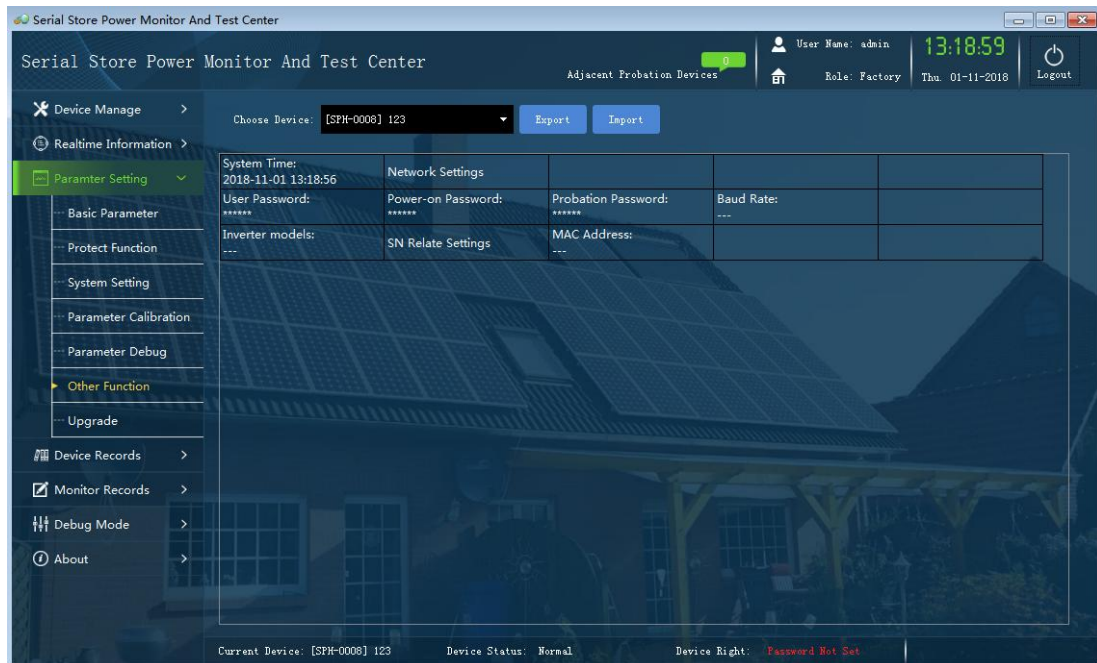 Serial Store Power Monitor And Test Center
Serial Store Power Monitor And Test Center
0
Adjacent Probation Devices
User Name: admin
Role: Factory
13:18:59
Thu. 01-11-2018
Logout
Device Manage
Realtime Information
Paramter Setting
Basic Parameter
Protect Function
System Setting
Parameter Calibration
Parameter Debug
Other Function
Upgrade
Device Records
Monitor Records
Debug Mode
About
Choose Device: [SPH-0008] 123 Export Import
System Time:
2018-11-01 13:18:56
Network Settings
User Password:
******
Power-on Password:
******
Probation Password:
******
Baud Rate:
---
Inverter models:
---
SN Relate Settings
MAC Address:
---
Current Device: [SPH-0008] 123 Device Status: Normal Device Right: Password Not Set